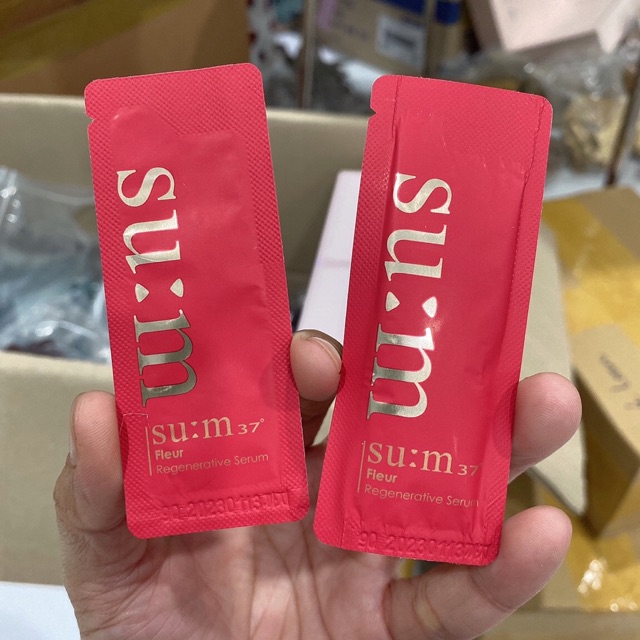 su:m
su:m37°
Fleur
Regenerative Serum
su:m
su:m37
Fleur
Regenerative Serum